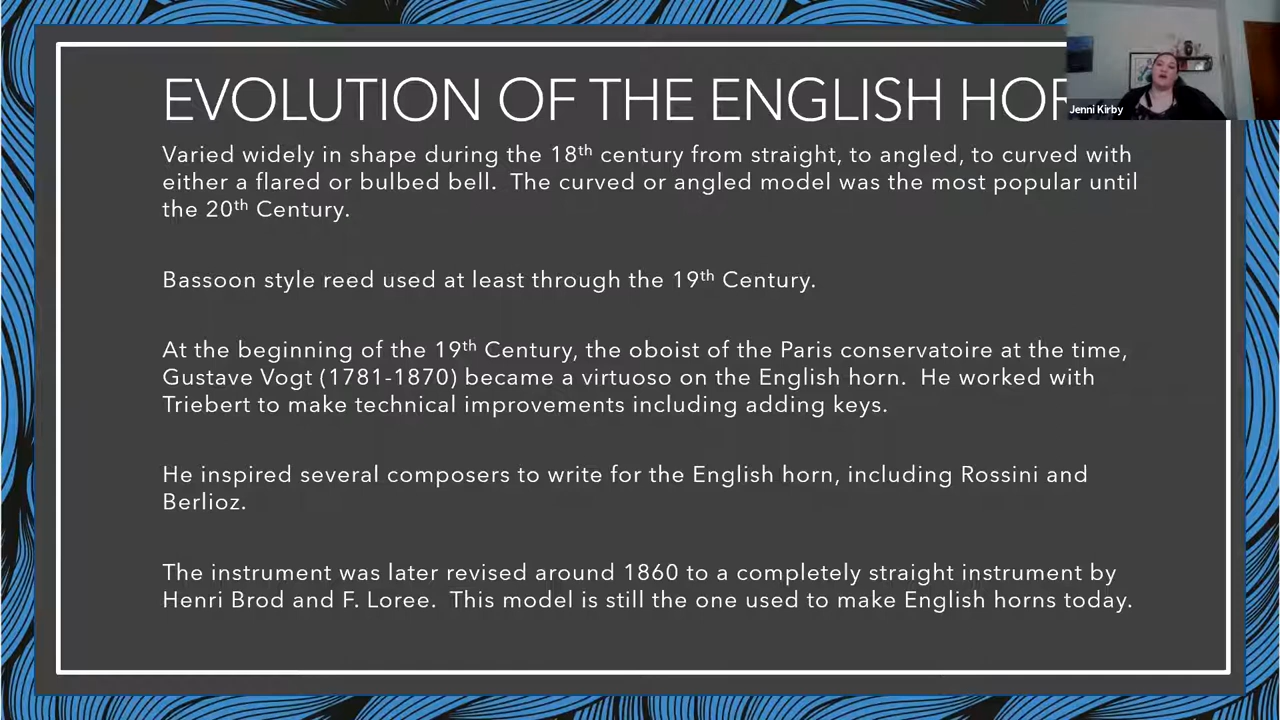 EVOLUTION OF THE ENGLISH
Jenni Kirby
Varied widely in shape during the 18th century from straight, to angled, to curved with
either a flared or bulbed bell.  The curved or angled model was the most popular until
the 20th Century.
Bassoon style reed used at least through the 19th Century.
At the beginning of the 19th Century, the oboist of the Paris conservatoire at the time,
Gustave Vogt (1781-1870) became a virtuoso on the English horn.  He worked with
Triebert to make technical improvements including adding keys.
He inspired several composers to write for the English horn, including Rossini and
Berlioz.
The instrument was later revised around 1860 to a completely straight instrument by
Henri Brod and F. Loree.  This model is still the one used to make English horns today.